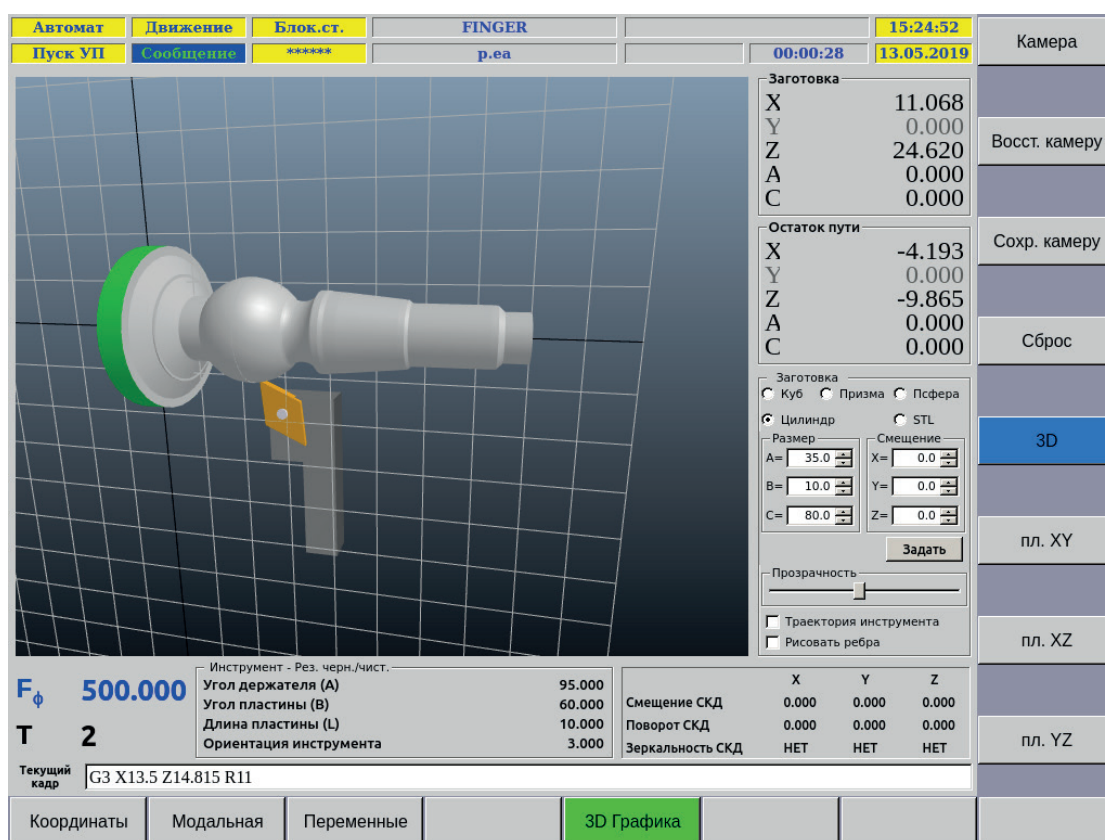 Автомат Движение Блок.ст. FINGER 15:24:52
Пуск УП Сообщение ****** p.ea 00:00:28 13.05.2019
Камера
Восст. камеру
Сохр. камеру
Сброс
3D
пл. XY
пл. XZ
пл. YZ
Заготовка
X 11.068
Y 0.000
Z 24.620
A 0.000
C 0.000
Остаток пути
X -4.193
Y 0.000
Z -9.865
A 0.000
C 0.000
Заготовка
Куб Призма Псфера
Цилиндр STL
Размер Смещение
A= 35.0 X= 0.0
B= 10.0 Y= 0.0
C= 80.0 Z= 0.0
Задать
Прозрачность
Траектория инструмента
Рисовать ребра
Fф 500.000
T 2
Инструмент - Рез. черн./чист.
Угол держателя (A) 95.000
Угол пластины (B) 60.000
Длина пластины (L) 10.000
Ориентация инструмента 3.000
X Y Z
Смещение СКД 0.000 0.000 0.000
Поворот СКД 0.000 0.000 0.000
Зеркальность СКД НЕТ НЕТ НЕТ
Текущий
кадр
G3 X13.5 Z14.815 R11
Координаты Модальная Переменные 3D Графика